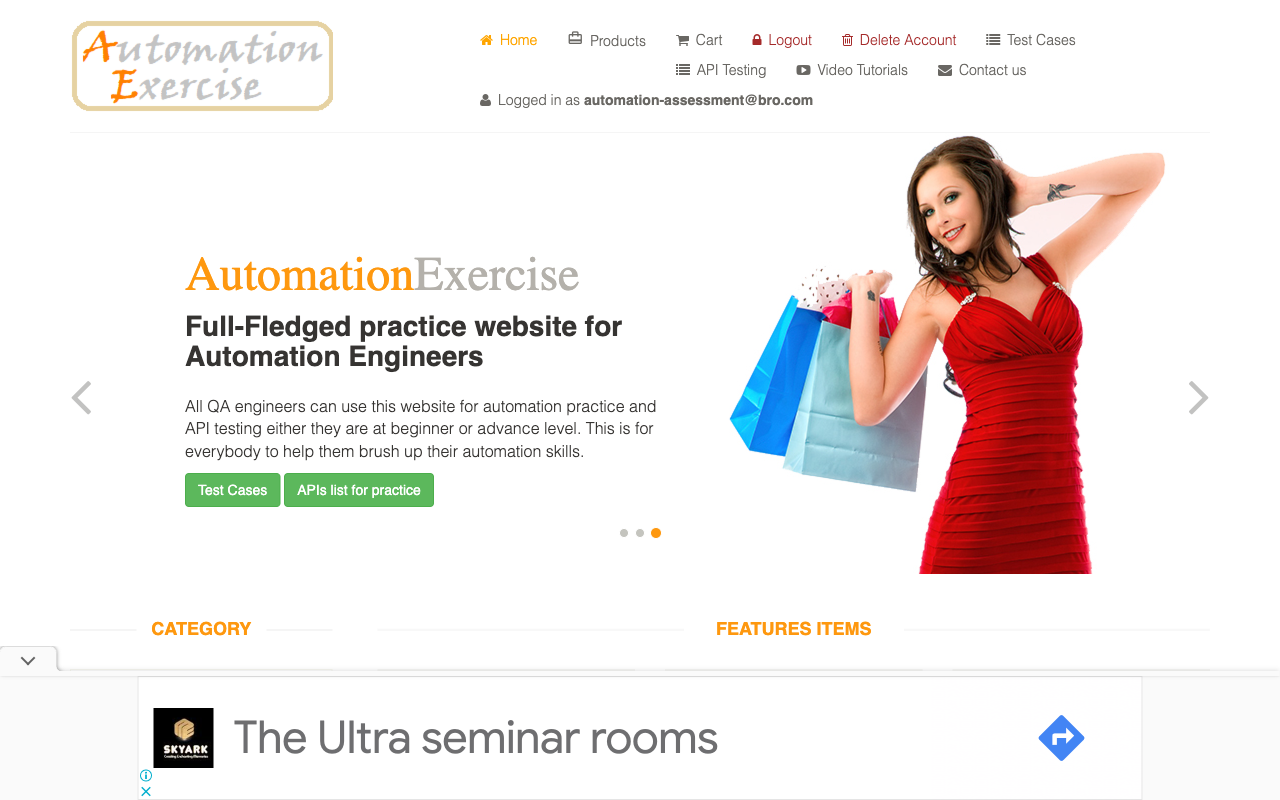 Automation
Exercise
Home Products Cart Logout Delete Account Test Cases
API Testing Video Tutorials Contact us
Logged in as automation-assessment@bro.com
AutomationExercise
Full-Fledged practice website for
Automation Engineers
All QA engineers can use this website for automation practice and
API testing either they are at beginner or advance level. This is for
everybody to help them brush up their automation skills.
Test Cases APIs list for practice
CATEGORY FEATURES ITEMS
SKYARK
The Ultra seminar rooms